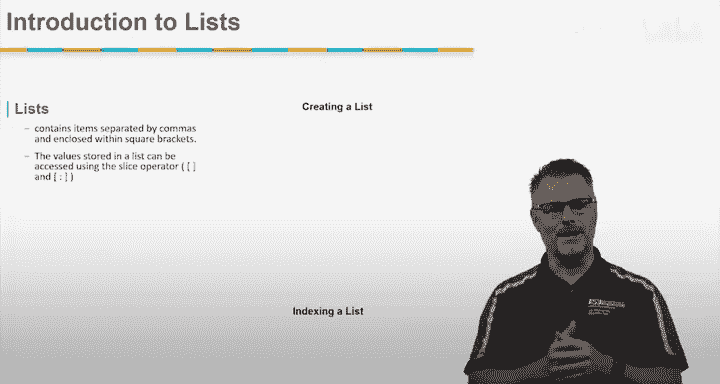 Introduction to Lists
Lists
– contains items separated by commas
and enclosed within square brackets.
– The values stored in a list can be
accessed using the slice operator ( [ ]
and [ : ] )
Creating a List
Indexing a List